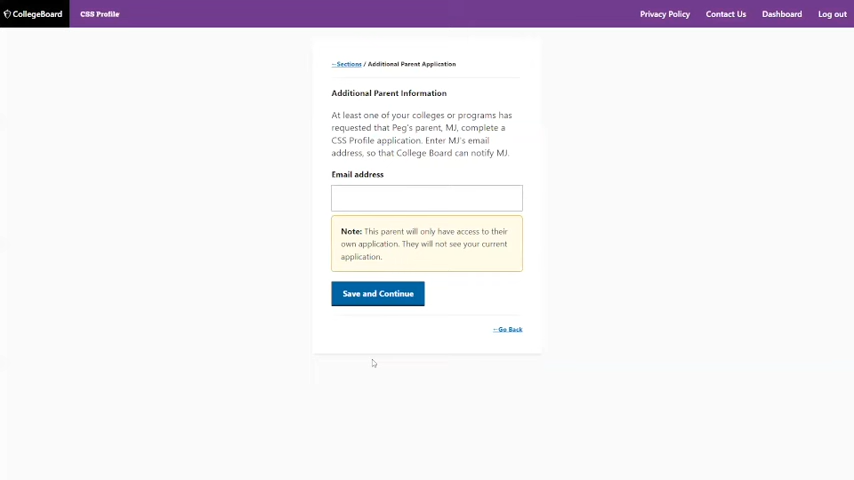 CollegeBoard CSS Profile Privacy Policy Contact Us Dashboard Log out
←Sections / Additional Parent Application
Additional Parent Information
At least one of your colleges or programs has
requested that Peg's parent, MJ, complete a
CSS Profile application. Enter MJ's email
address, so that College Board can notify MJ.
Email address
Note: This parent will only have access to their
own application. They will not see your current
application.
Save and Continue
←Go Back